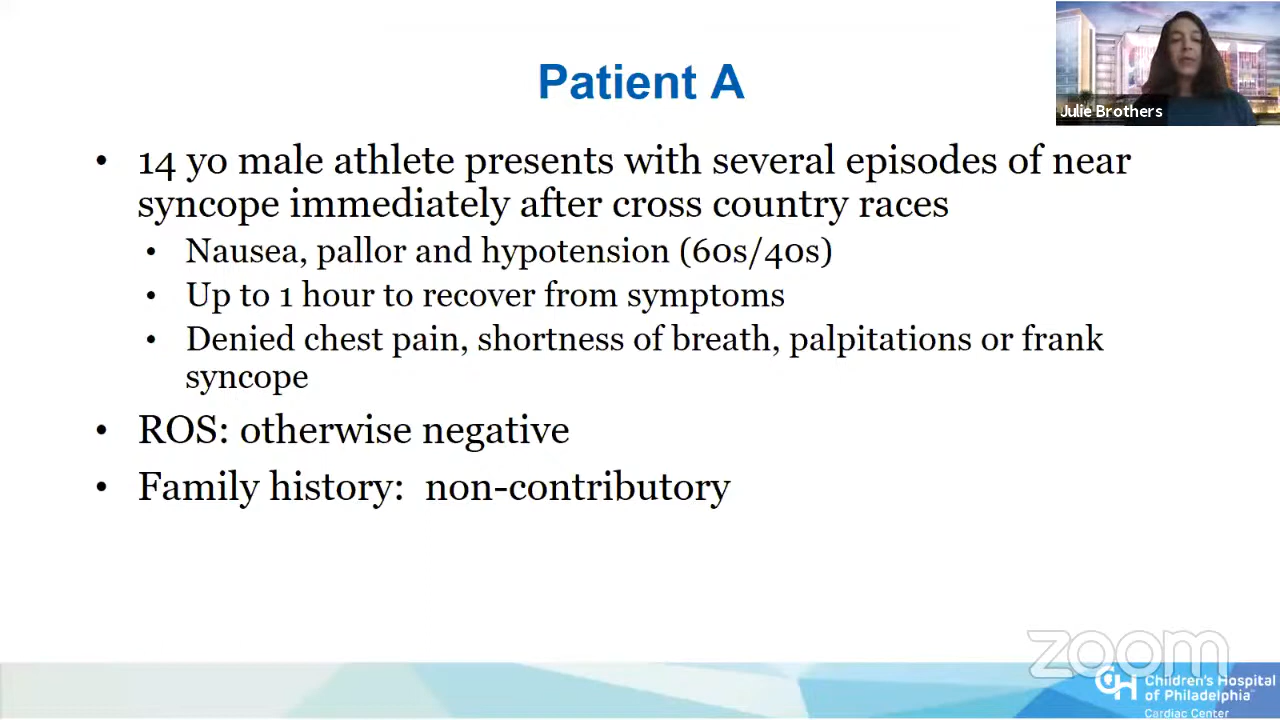 Patient A
Julie Brothers
• 14 yo male athlete presents with several episodes of near
syncope immediately after cross country races
• Nausea, pallor and hypotension (60s/40s)
• Up to 1 hour to recover from symptoms
• Denied chest pain, shortness of breath, palpitations or frank
syncope
• ROS: otherwise negative
• Family history: non-contributory
zoom
CH
Children's Hospital
of Philadelphia
Cardiac Center